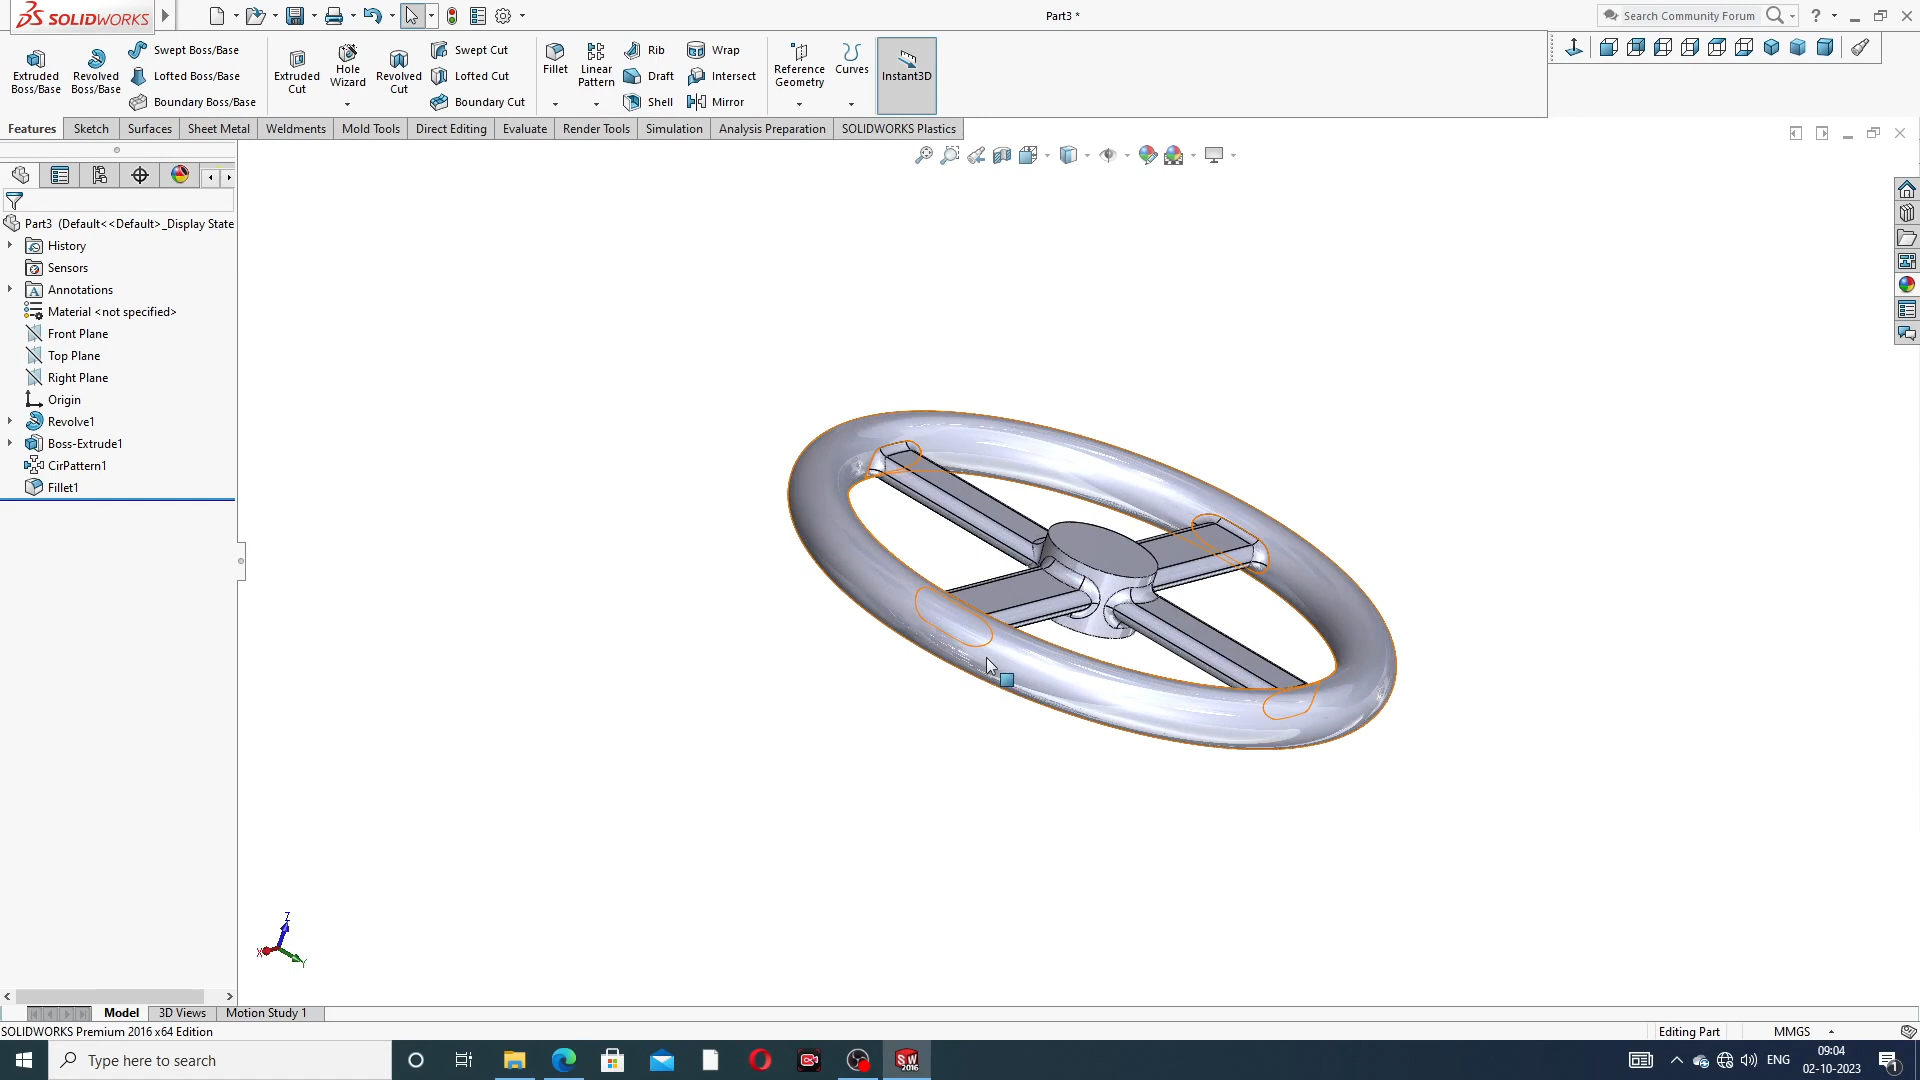 SOLIDWORKS
Part3 *
Search Community Forum
Extruded Boss/Base
Revolved Boss/Base
Swept Boss/Base
Lofted Boss/Base
Boundary Boss/Base
Extruded Cut
Hole Wizard
Revolved Cut
Swept Cut
Lofted Cut
Boundary Cut
Fillet
Linear Pattern
Rib
Draft
Shell
Wrap
Intersect
Mirror
Reference Geometry
Curves
Instant3D
Features
Sketch
Surfaces
Sheet Metal
Weldments
Mold Tools
Direct Editing
Evaluate
Render Tools
Simulation
Analysis Preparation
SOLIDWORKS Plastics
Part3 (Default<<Default>_Display State
History
Sensors
Annotations
Material <not specified>
Front Plane
Top Plane
Right Plane
Origin
Revolve1
Boss-Extrude1
CirPattern1
Fillet1
Z
X
Y
Model
3D Views
Motion Study 1
SOLIDWORKS Premium 2016 x64 Edition
Editing Part
MMGS
Type here to search
SW
2016
ENG
09:04
02-10-2023
1